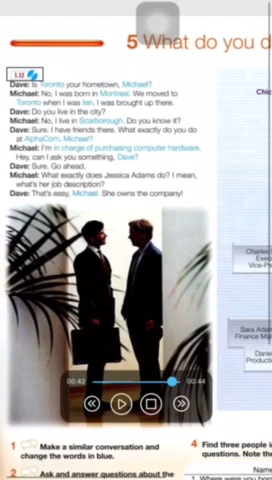 5 What do you d
1.12
Dave: Is Toronto your hometown, Michael?
Michael: No, I was born in Montreal. We moved to
Toronto when I was ten. I was brought up there.
Dave: Do you live in the city?
Michael: No, I live in Scarborough. Do you know it?
Dave: Sure. I have friends there. What exactly do you do
at AlphaCom, Michael?
Michael: I'm in charge of purchasing computer hardware.
Hey, can I ask you something, Dave?
Dave: Sure. Go ahead.
Michael: What exactly does Jessica Adams do? I mean,
what's her job description?
Dave: That's easy, Michael. She owns the company!
Chic
Charles
Exec
Vice-Pr
Sara Adam
Finance Ma
Danie
Producti
00:42
00:44
1 Make a similar conversation and
change the words in blue.
2 Ask and answer questions about the
4 Find three people i
questions. Note the
Name
1 Where were you bor